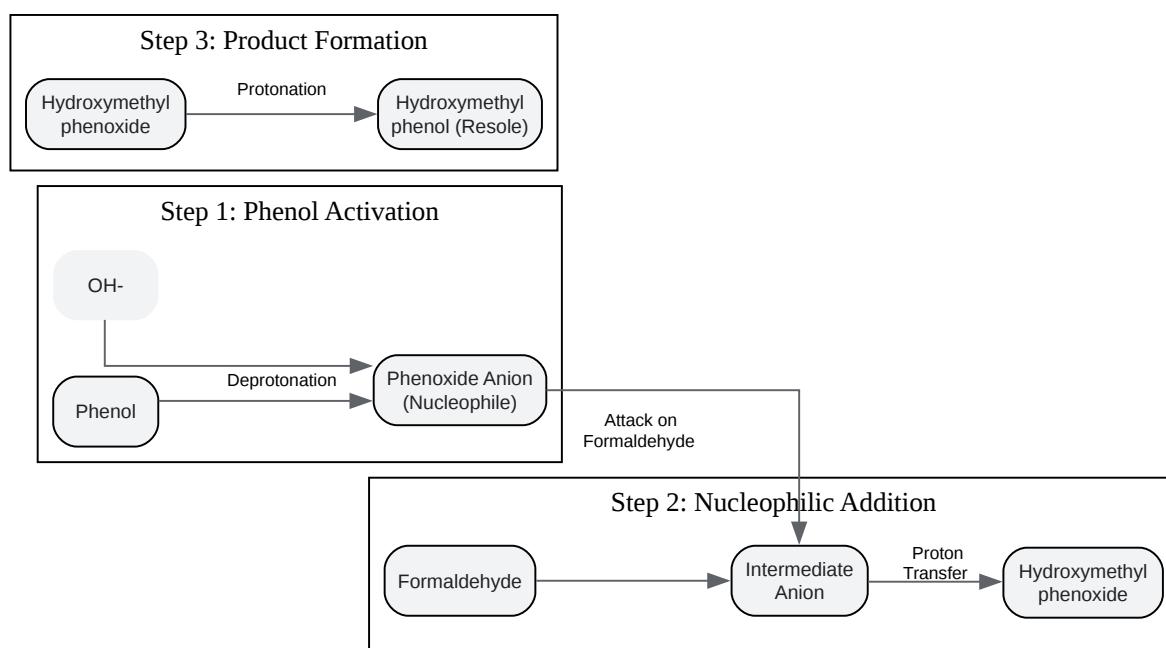 Step 3: Product Formation
Hydroxymethyl
phenoxide
Protonation
Hydroxymethyl
phenol (Resole)
Step 1: Phenol Activation
OH-
Phenol
Deprotonation
Phenoxide Anion
(Nucleophile)
Attack on
Formaldehyde
Step 2: Nucleophilic Addition
Formaldehyde
Intermediate
Anion
Proton
Transfer
Hydroxymethyl
phenoxide